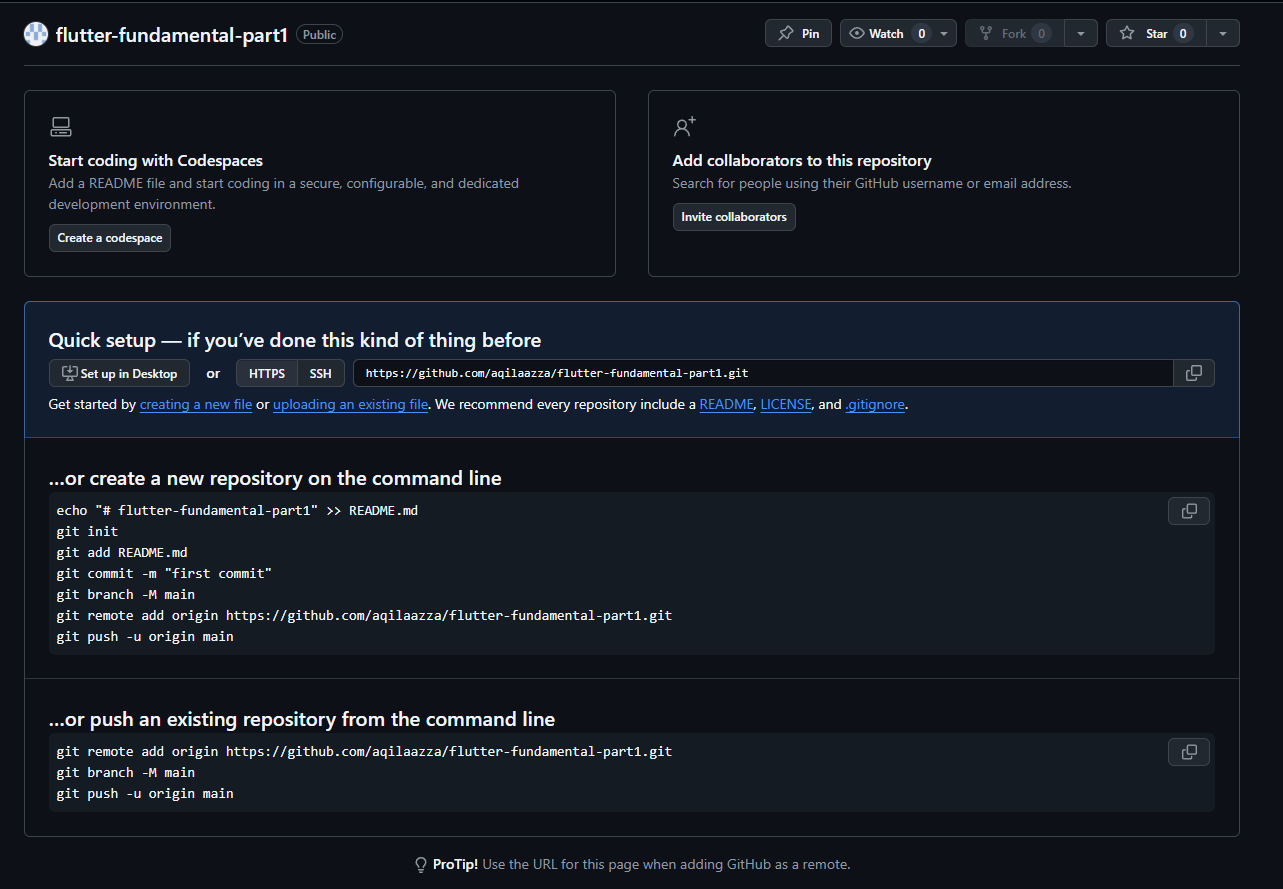 flutter-fundamental-part1 Public
Pin Watch 0 Fork 0 Star 0
Start coding with Codespaces
Add a README file and start coding in a secure, configurable, and dedicated
development environment.
Create a codespace
Add collaborators to this repository
Search for people using their GitHub username or email address.
Invite collaborators
Quick setup — if you’ve done this kind of thing before
Set up in Desktop or HTTPS SSH https://github.com/aqilaazza/flutter-fundamental-part1.git
Get started by creating a new file or uploading an existing file. We recommend every repository include a README, LICENSE, and .gitignore.
…or create a new repository on the command line
echo "# flutter-fundamental-part1" >> README.md
git init
git add README.md
git commit -m "first commit"
git branch -M main
git remote add origin https://github.com/aqilaazza/flutter-fundamental-part1.git
git push -u origin main
…or push an existing repository from the command line
git remote add origin https://github.com/aqilaazza/flutter-fundamental-part1.git
git branch -M main
git push -u origin main
ProTip! Use the URL for this page when adding GitHub as a remote.